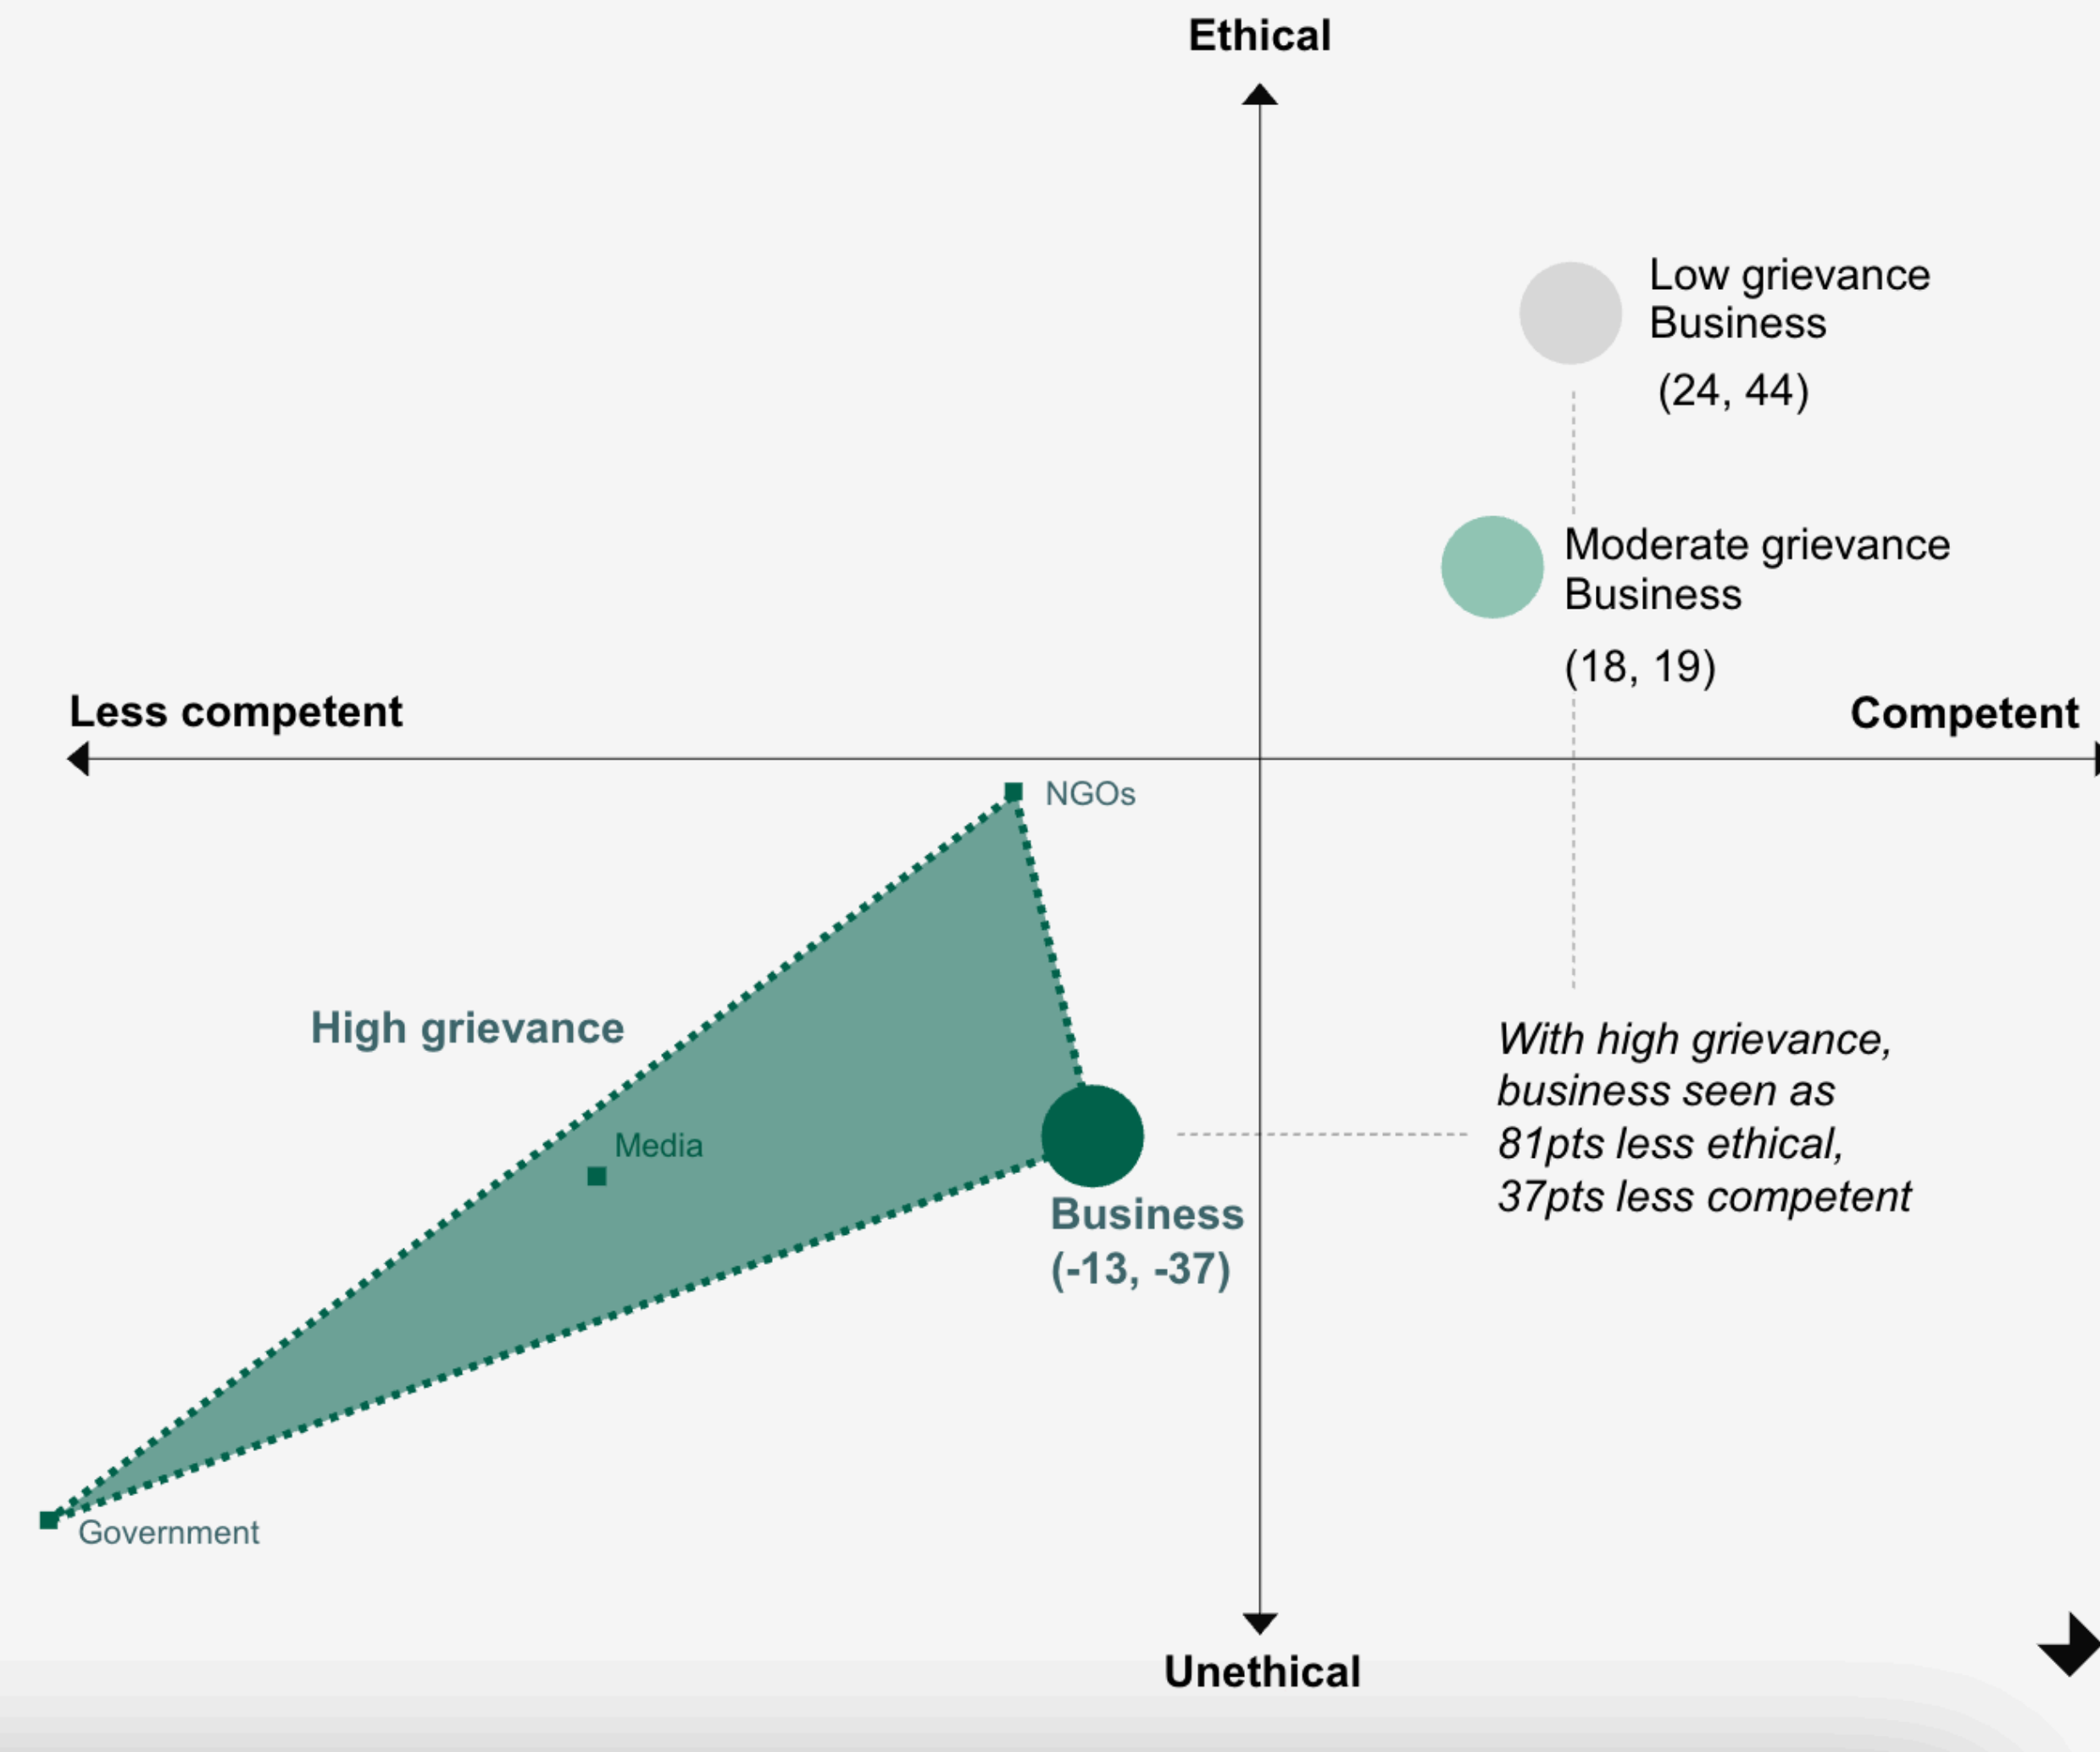 Ethical
Low grievance
Business
(24, 44)
Moderate grievance
Business
(18, 19)
Less competent
Competent
NGOs
High grievance
Media
Business
(-13, -37)
With high grievance,
business seen as
81pts less ethical,
37pts less competent
Government
Unethical